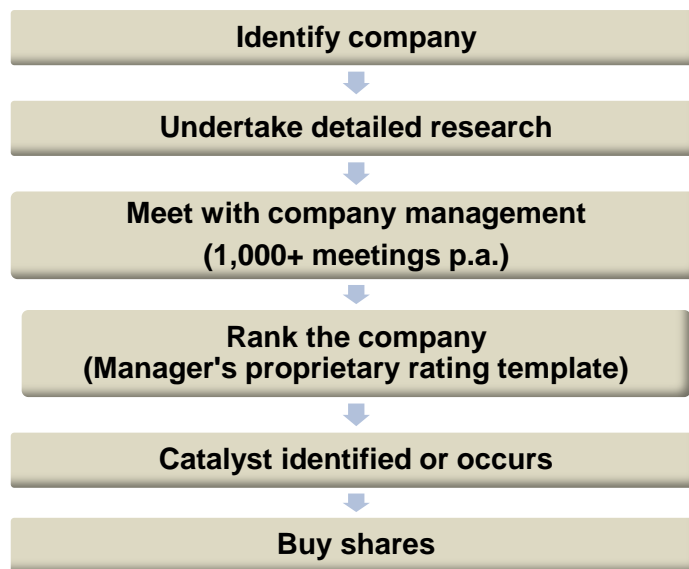 Identify company
Undertake detailed research
Meet with company management
(1,000+ meetings p.a.)
Rank the company
(Manager's proprietary rating template)
Catalyst identified or occurs
Buy shares